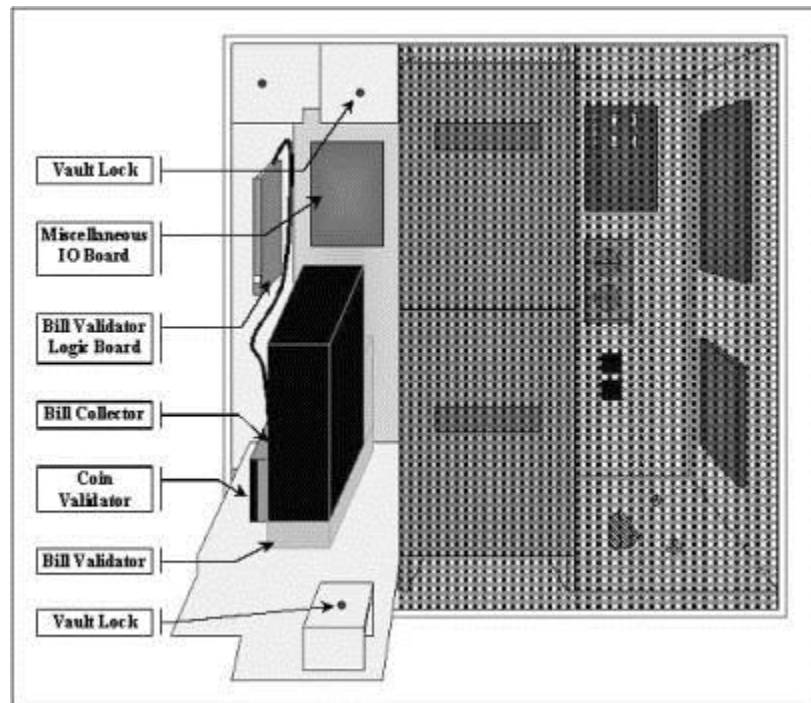 Vault Lock
Miscellaneous
IO Board
Bill Validator
Logic Board
Bill Collector
Coin
Validator
Bill Validator
Vault Lock